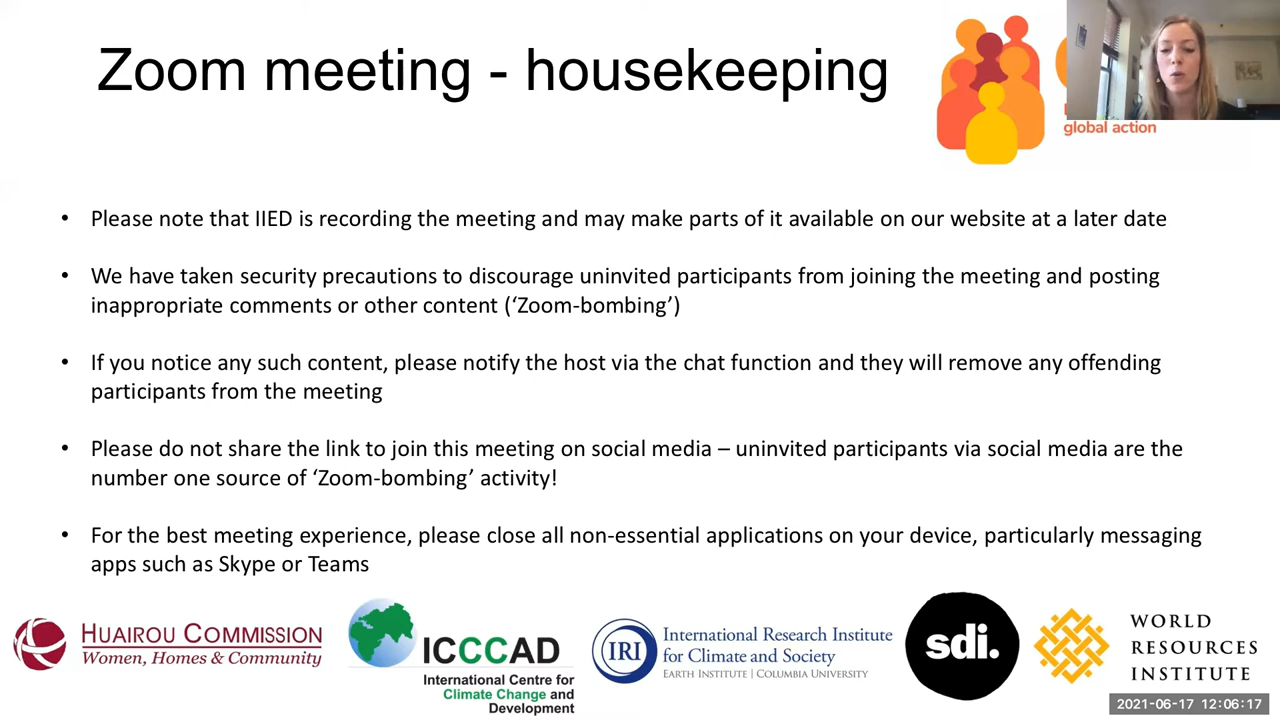 Zoom meeting - housekeeping
global action
• Please note that IIED is recording the meeting and may make parts of it available on our website at a later date
• We have taken security precautions to discourage uninvited participants from joining the meeting and posting
inappropriate comments or other content (‘Zoom-bombing’)
• If you notice any such content, please notify the host via the chat function and they will remove any offending
participants from the meeting
• Please do not share the link to join this meeting on social media – uninvited participants via social media are the
number one source of ‘Zoom-bombing’ activity!
• For the best meeting experience, please close all non-essential applications on your device, particularly messaging
apps such as Skype or Teams
HUAIROU COMMISSION
Women, Homes & Community
ICCCAD
International Centre for
Climate Change and
Development
IRI
International Research Institute
for Climate and Society
EARTH INSTITUTE | COLUMBIA UNIVERSITY
sdi.
WORLD
RESOURCES
INSTITUTE
2021-06-17 12:06:17